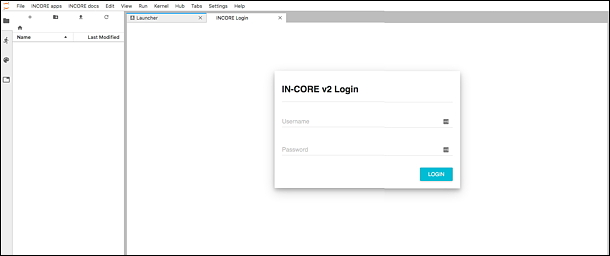 File INCORE apps INCORE docs Edit View Run Kernel Hub Tabs Settings Help
Launcher INCORE Login
Name Last Modified
IN-CORE v2 Login
Username
Password
LOGIN